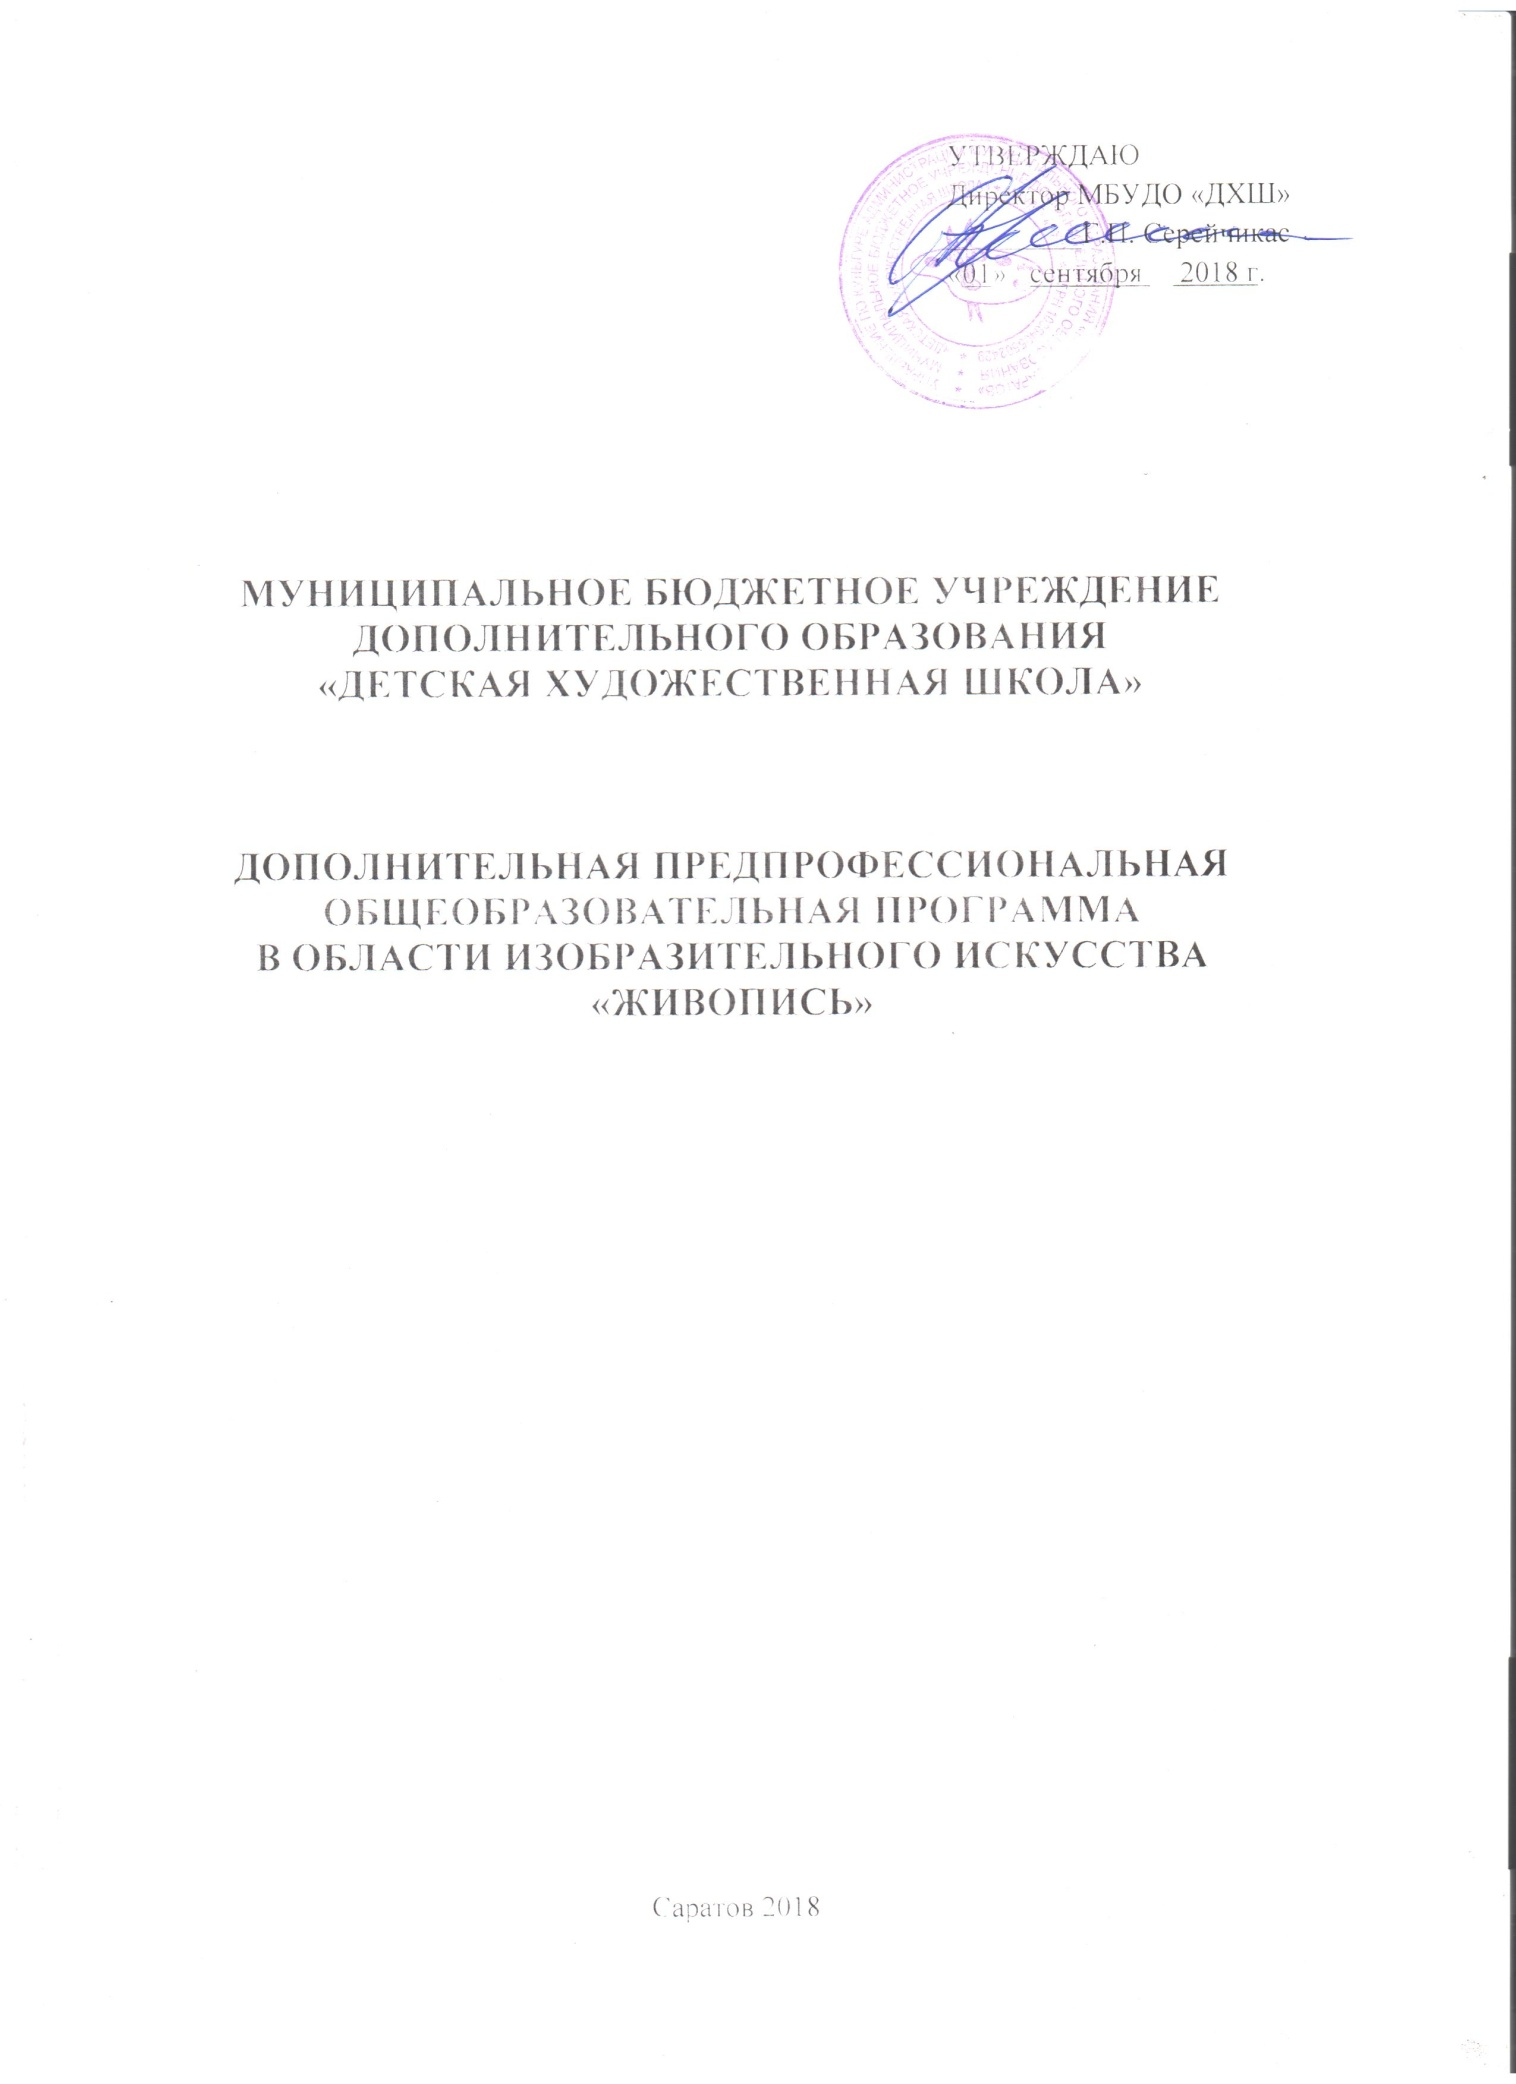 УТВЕРЖДАЮ
Директор МБУДО «ДХШ»
Г.П. Серейчикас
«01» сентября 2018 г.
МУНИЦИПАЛЬНОЕ БЮДЖЕТНОЕ УЧРЕЖДЕНИЕ
ДОПОЛНИТЕЛЬНОГО ОБРАЗОВАНИЯ
«ДЕТСКАЯ ХУДОЖЕСТВЕННАЯ ШКОЛА»
ДОПОЛНИТЕЛЬНАЯ ПРЕДПРОФЕССИОНАЛЬНАЯ
ОБЩЕОБРАЗОВАТЕЛЬНАЯ ПРОГРАММА
В ОБЛАСТИ ИЗОБРАЗИТЕЛЬНОГО ИСКУССТВА
«ЖИВОПИСЬ»
Саратов 2018